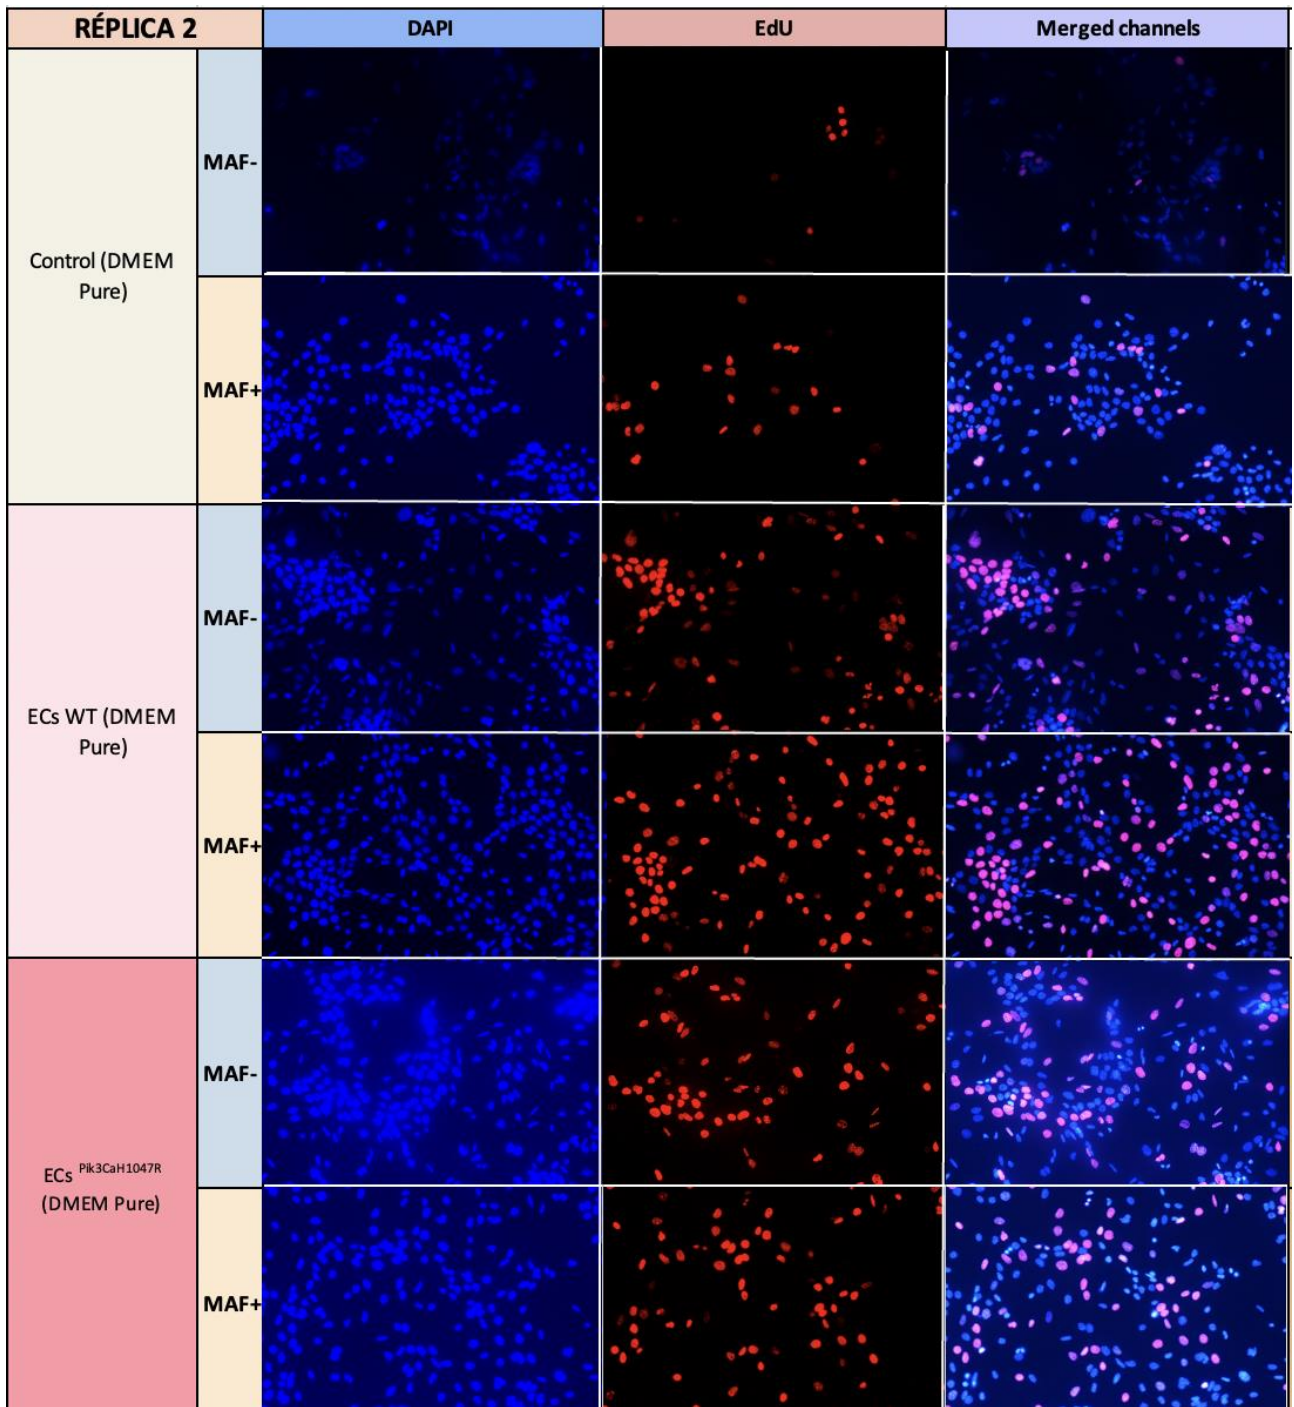 RÉPLICA 2
DAPI
EdU
Merged channels
Control (DMEM
Pure)
MAF-
MAF+
ECs WT (DMEM
Pure)
MAF-
MAF+
ECs Pik3CaH1047R
(DMEM Pure)
MAF-
MAF+